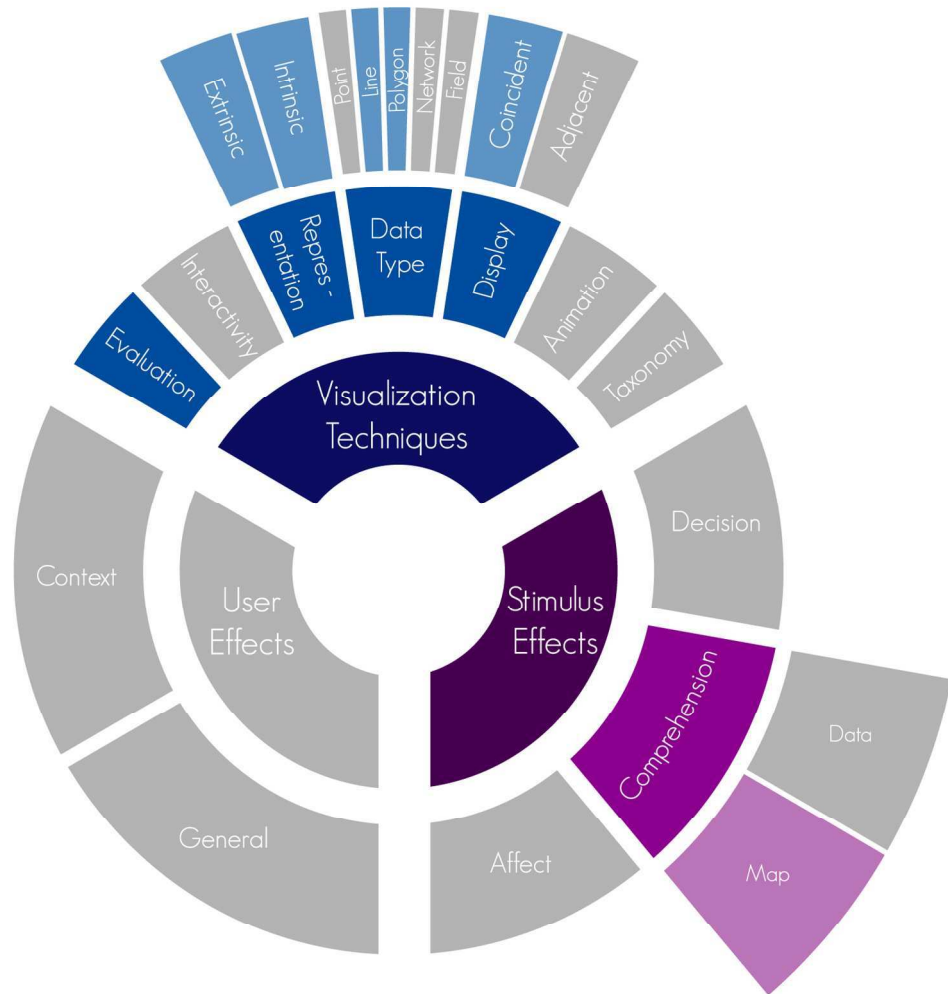 Extrinsic
Intrinsic
Point
Line
Polygon
Network
Field
Coincident
Adjacent
Evaluation
Interactivity
Repres -
entation
Data
Type
Display
Animation
Taxonomy
Visualization
Techniques
Context
User
Effects
General
Stimulus
Effects
Decision
Comprehension
Affect
Data
Map